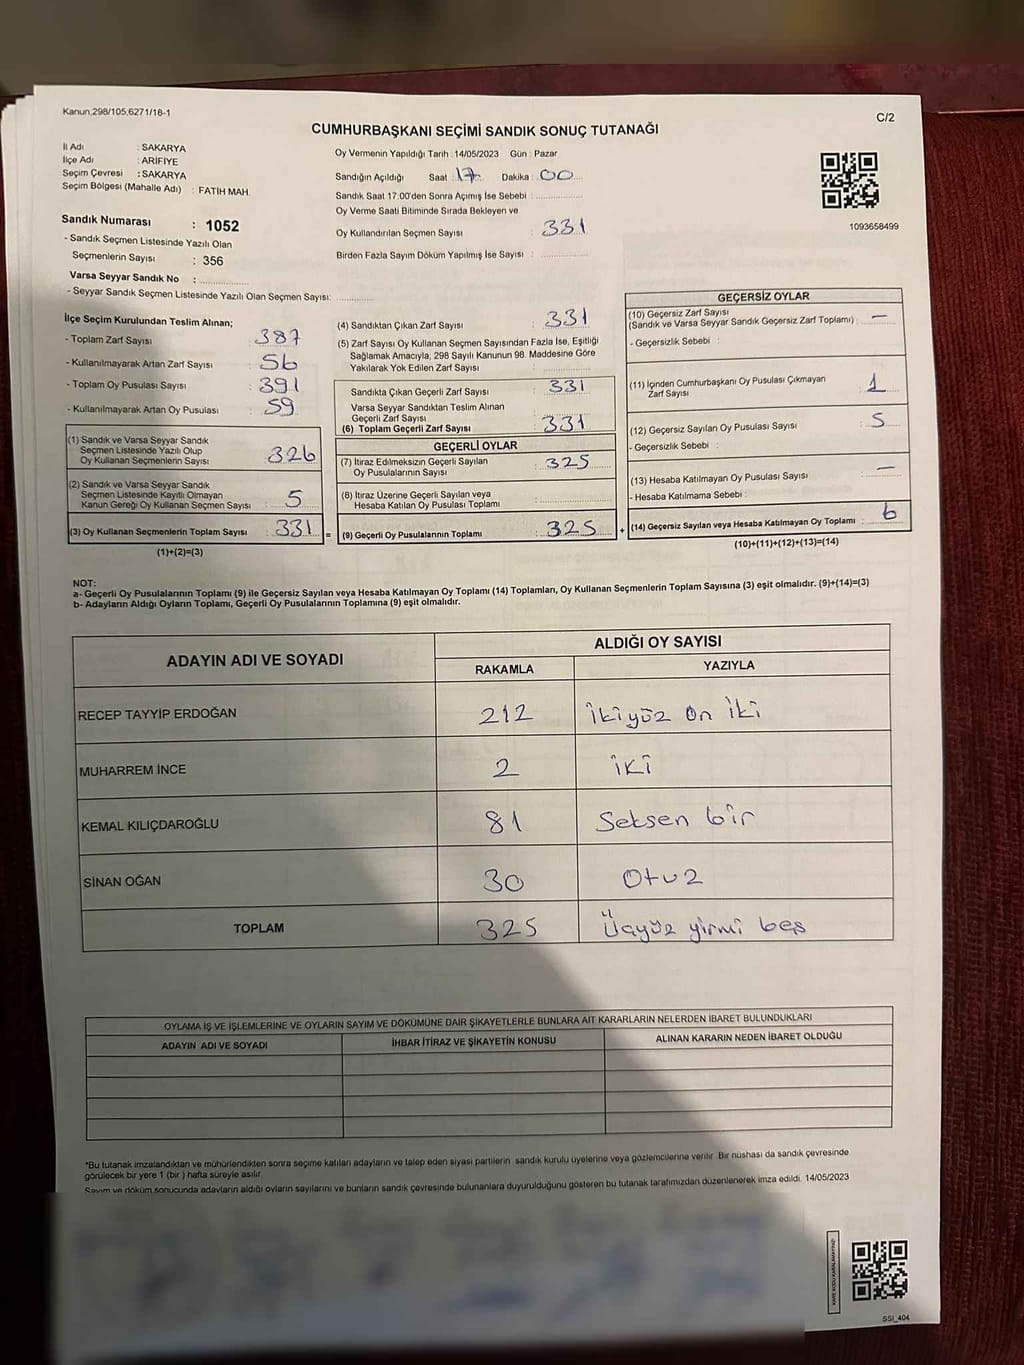 Kanun;298/105,6271/18-1
C/2
CUMHURBAŞKANI SEÇİMİ SANDIK SONUÇ TUTANAĞI
İl Adı : SAKARYA
İlçe Adı : ARİFİYE
Seçim Çevresi : SAKARYA
Seçim Bölgesi (Mahalle Adı) : FATİH MAH.
Sandık Numarası : 1052
- Sandık Seçmen Listesinde Yazılı Olan
Seçmenlerin Sayısı : 356
Varsa Seyyar Sandık No :
- Seyyar Sandık Seçmen Listesinde Yazılı Olan Seçmen Sayısı:
Oy Vermenin Yapıldığı Tarih : 14/05/2023 Gün : Pazar
Sandığın Açıldığı Saat : 17 Dakika : 00
Sandık Saat 17.00'den Sonra Açımış İse Sebebi :
Oy Verme Saati Bitiminde Sırada Bekleyen ve
Oy Kullandırılan Seçmen Sayısı : 331
Birden Fazla Sayım Döküm Yapılmış İse Sayısı :
1093658499
İlçe Seçim Kurulundan Teslim Alınan;
- Toplam Zarf Sayısı : 387
- Kullanılmayarak Artan Zarf Sayısı : 56
- Toplam Oy Pusulası Sayısı : 391
- Kullanılmayarak Artan Oy Pusulası : 59
(1) Sandık ve Varsa Seyyar Sandık
Seçmen Listesinde Yazılı Olup
Oy Kullanan Seçmenlerin Sayısı : 326
(2) Sandık ve Varsa Seyyar Sandık
Seçmen Listesinde Kayıtlı Olmayan
Kanun Gereği Oy Kullanan Seçmen Sayısı : 5
(3) Oy Kullanan Seçmenlerin Toplam Sayısı : 331
(1)+(2)=(3)
(4) Sandıktan Çıkan Zarf Sayısı : 331
(5) Zarf Sayısı Oy Kullanan Seçmen Sayısından Fazla İse, Eşitliği
Sağlamak Amacıyla, 298 Sayılı Kanunun 98. Maddesine Göre
Yakılarak Yok Edilen Zarf Sayısı :
Sandıkta Çıkan Geçerli Zarf Sayısı : 331
Varsa Seyyar Sandıktan Teslim Alınan
Geçerli Zarf Sayısı :
(6) Toplam Geçerli Zarf Sayısı : 331
GEÇERLİ OYLAR
(7) İtiraz Edilmeksizin Geçerli Sayılan
Oy Pusulalarının Sayısı : 325
(8) İtiraz Üzerine Geçerli Sayılan veya
Hesaba Katılan Oy Pusulası Toplamı :
= (9) Geçerli Oy Pusulalarının Toplamı : 325 +
GEÇERSİZ OYLAR
(10) Geçersiz Zarf Sayısı
(Sandık ve Varsa Seyyar Sandık Geçersiz Zarf Toplamı) : —
- Geçersizlik Sebebi :
(11) İçinden Cumhurbaşkanı Oy Pusulası Çıkmayan
Zarf Sayısı : 1
(12) Geçersiz Sayılan Oy Pusulası Sayısı : 5
- Geçersizlik Sebebi :
(13) Hesaba Katılmayan Oy Pusulası Sayısı : —
- Hesaba Katılmama Sebebi :
(14) Geçersiz Sayılan veya Hesaba Katılmayan Oy Toplamı : 6
(10)+(11)+(12)+(13)=(14)
NOT:
a- Geçerli Oy Pusulalarının Toplamı (9) ile Geçersiz Sayılan veya Hesaba Katılmayan Oy Toplamı (14) Toplamları, Oy Kullanan Seçmenlerin Toplam Sayısına (3) eşit olmalıdır. (9)+(14)=(3)
b- Adayların Aldığı Oyların Toplamı, Geçerli Oy Pusulalarının Toplamına (9) eşit olmalıdır.
ADAYIN ADI VE SOYADI ALDIĞI OY SAYISI
RAKAMLA YAZIYLA
RECEP TAYYİP ERDOĞAN 212 İkiyüz on iki
MUHARREM İNCE 2 iki
KEMAL KILIÇDAROĞLU 81 Seksen bir
SİNAN OĞAN 30 Otuz
TOPLAM 325 Üçyüz yirmi beş
OYLAMA İŞ VE İŞLEMLERİNE VE OYLARIN SAYIM VE DÖKÜMÜNE DAİR ŞİKAYETLERLE BUNLARA AİT KARARLARIN NELERDEN İBARET BULUNDUKLARI
ADAYIN ADI VE SOYADI İHBAR İTİRAZ VE ŞİKAYETİN KONUSU ALINAN KARARIN NEDEN İBARET OLDUĞU
*Bu tutanak imzalandıktan ve mühürlendikten sonra seçime katılan adayların ve talep eden siyasi partilerin sandık kurulu üyelerine veya gözlemcilerine verilir. Bir nüshası da sandık çevresinde
görülecek bir yere 1 (bir) hafta süreyle asılır.
Sayım ve döküm sonucunda adayların aldığı oyların sayılarını ve bunların sandık çevresinde bulunanlara duyurulduğunu gösteren bu tutanak tarafımızdan düzenlenerek imza edildi. 14/05/2023
KARE KODU KARALAMAYINIZ!
SSI_404